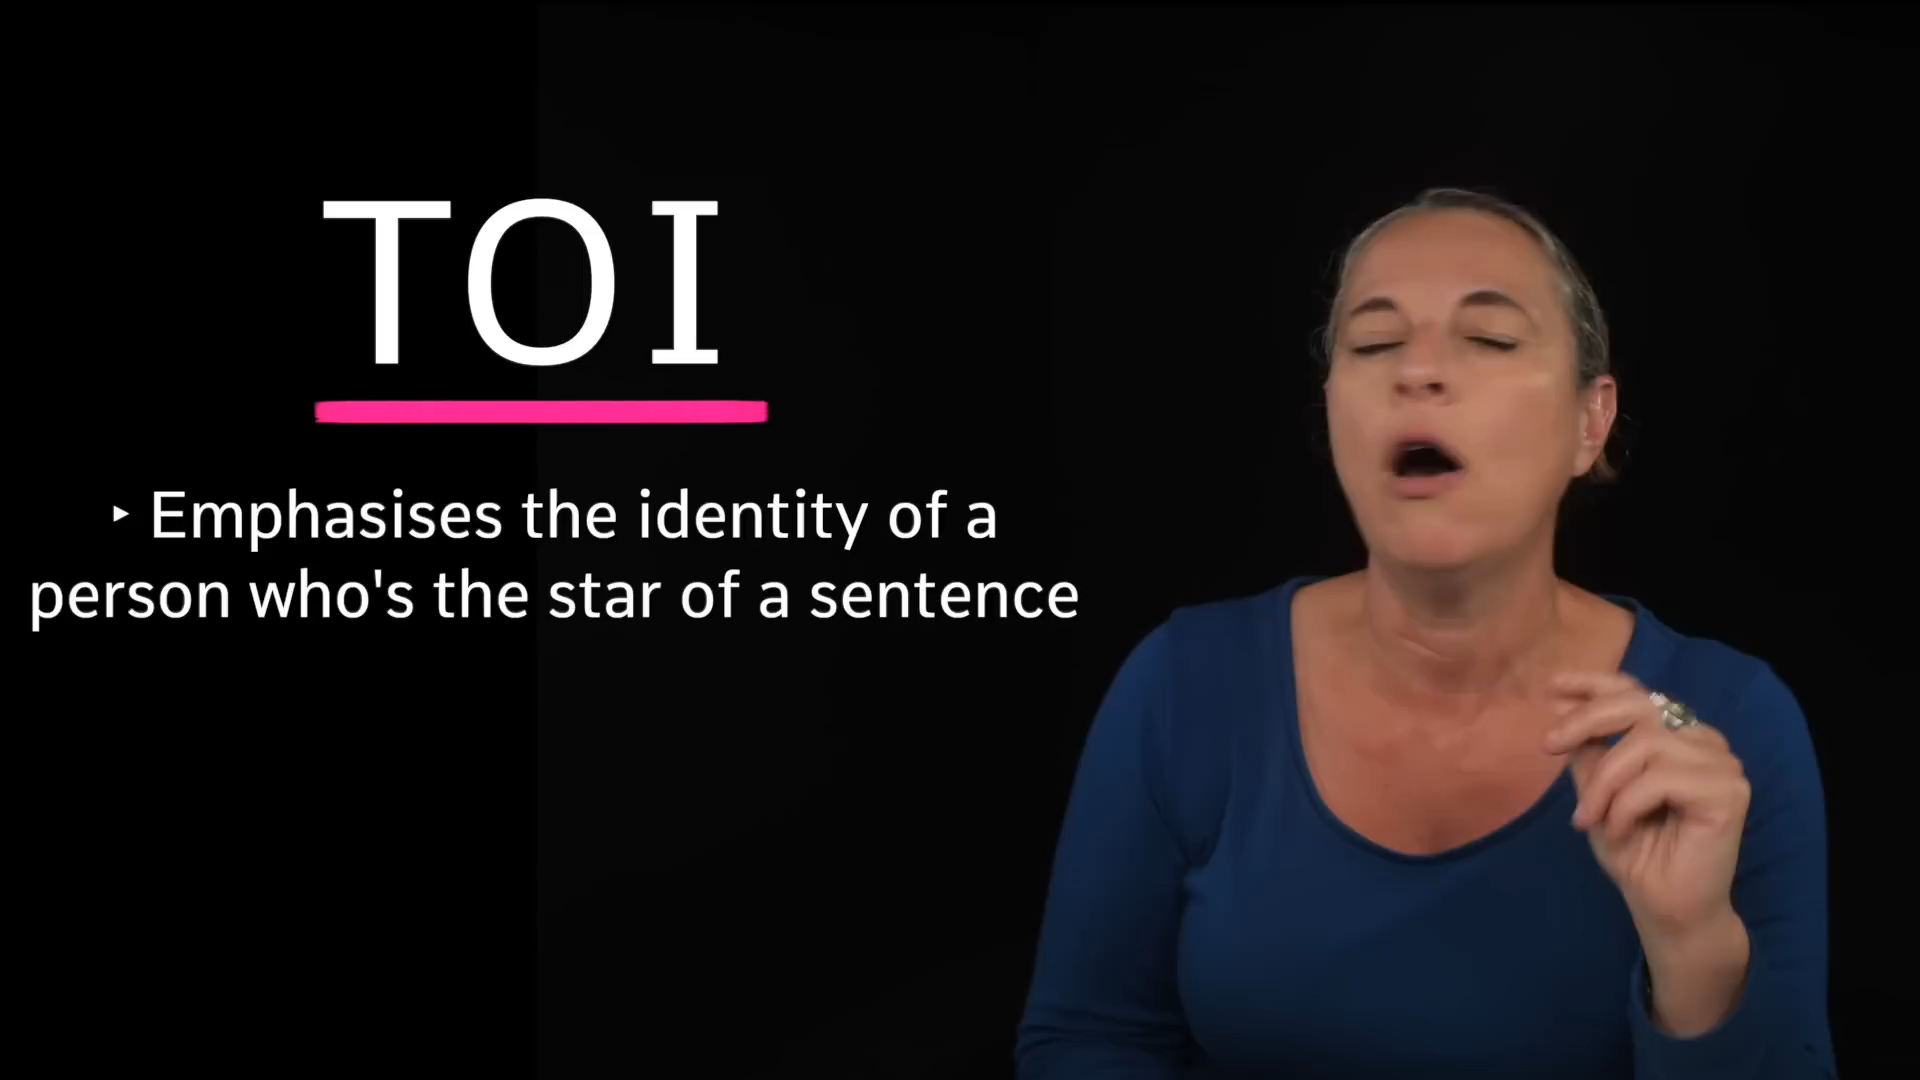 TOI
‣ Emphasises the identity of a
person who's the star of a sentence